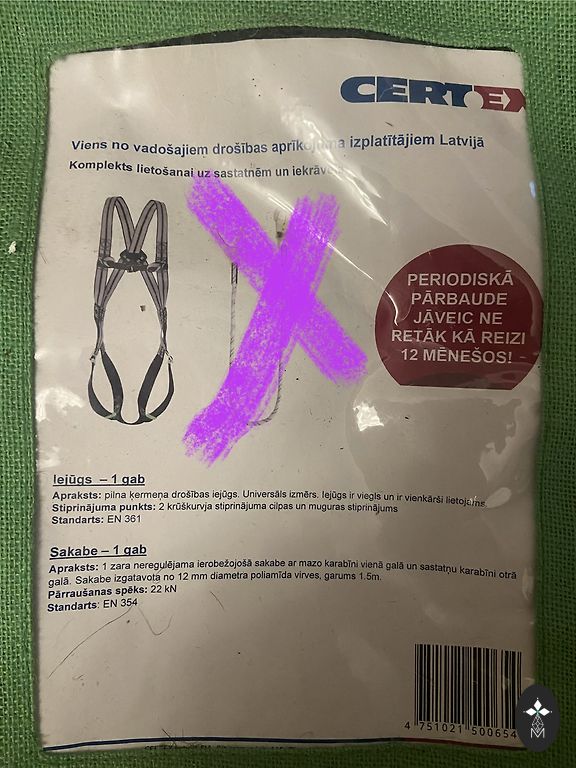 CERTEX
Viens no vadošajiem drošības aprīkojuma izplatītājiem Latvijā
Komplekts lietošanai uz sastatnēm un
PERIODISKĀ
PĀRBAUDE
JĀVEIC NE
RETĀK KĀ REIZI
12 MĒNEŠOS!
Iejūgs – 1 gab
Apraksts: pilna ķermeņa drošības iejūgs. Universāls izmērs. Iejūgs ir viegls un ir vienkārši lietojams.
Stiprinājuma punkts: 2 krūškurvja stiprinājuma cilpas un muguras stiprinājums
Standarts: EN 361
Sakabe – 1 gab
Apraksts: 1 zara neregulējama ierobežojošā sakabe ar mazo karabīni vienā galā un sastatņu karabīni otrā
galā. Sakabe izgatavota no 12 mm diametra poliamīda virves, garums 1.5m.
Pārraušanas spēks: 22 kN
Standarts: EN 354
4 751021 500654
M